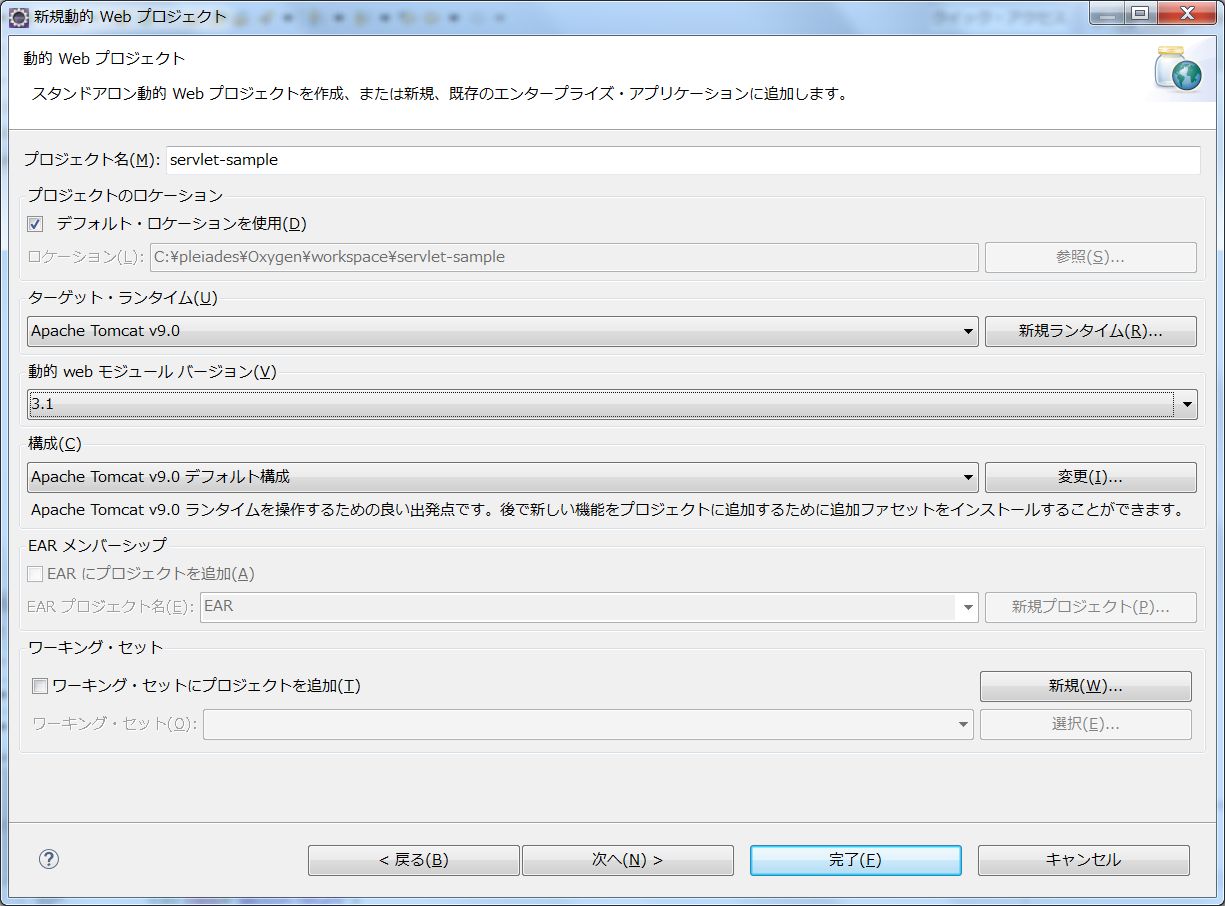 新規動的 Web プロジェクト
動的 Web プロジェクト
スタンドアロン動的 Web プロジェクトを作成、または新規、既存のエンタープライズ・アプリケーションに追加します。
プロジェクト名(M): servlet-sample
プロジェクトのロケーション
デフォルト・ロケーションを使用(D)
ロケーション(L): C:¥pleiades¥Oxygen¥workspace¥servlet-sample 参照(S)...
ターゲット・ランタイム(U)
Apache Tomcat v9.0 新規ランタイム(R)...
動的 web モジュール バージョン(V)
3.1
構成(C)
Apache Tomcat v9.0 デフォルト構成 変更(I)...
Apache Tomcat v9.0 ランタイムを操作するための良い出発点です。後で新しい機能をプロジェクトに追加するために追加ファセットをインストールすることができます。
EAR メンバーシップ
EAR にプロジェクトを追加(A)
EAR プロジェクト名(E): EAR 新規プロジェクト(P)...
ワーキング・セット
ワーキング・セットにプロジェクトを追加(T) 新規(W)...
ワーキング・セット(O): 選択(E)...
? < 戻る(B) 次へ(N) > 完了(F) キャンセル